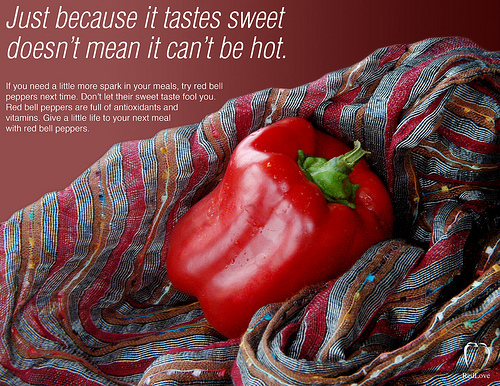 Just because it tastes sweet
doesn't mean it can't be hot.
If you need a little more spark in your meals, try red bell
peppers next time. Don't let their sweet taste fool you.
Red bell peppers are full of antioxidants and
vitamins. Give a little life to your next meal
with red bell peppers.
RedLove